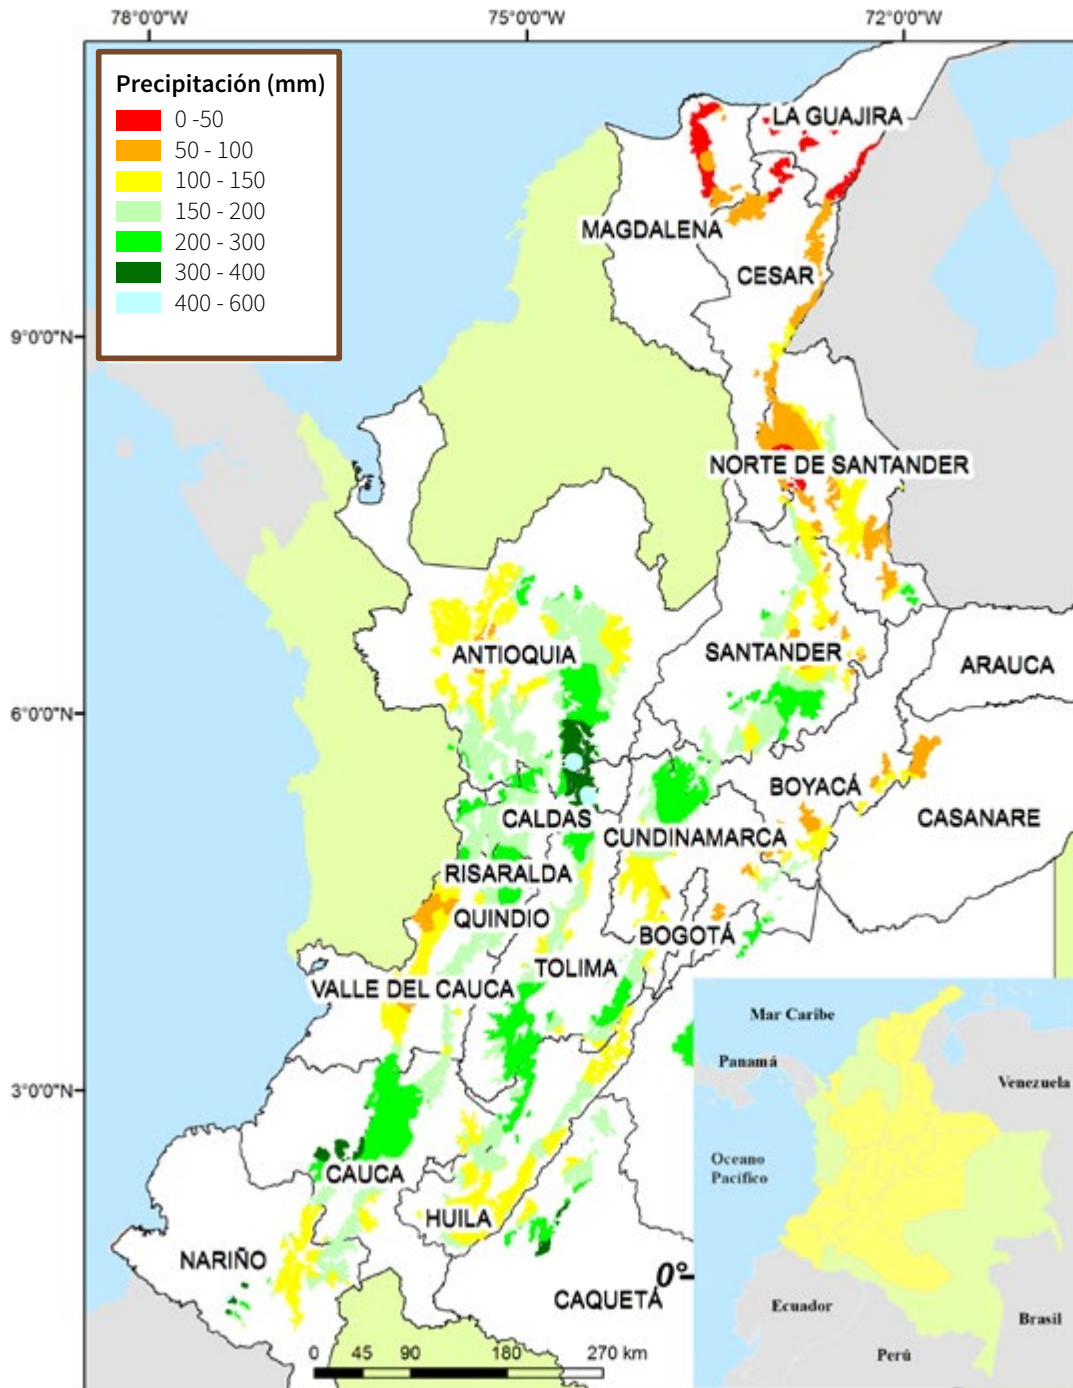 78°0'0"W
75°0'0"W
72°0'0"W
Precipitación (mm)
0 -50
50 - 100
100 - 150
150 - 200
200 - 300
300 - 400
400 - 600
LA GUAJIRA
MAGDALENA
CESAR
9°0'0"N
NORTE DE SANTANDER
ANTIOQUIA
SANTANDER
ARAUCA
6°0'0"N
BOYACÁ
CALDAS
CASANARE
CUNDINAMARCA
RISARALDA
QUINDIO
BOGOTÁ
TOLIMA
VALLE DEL CAUCA
3°0'0"N
CAUCA
HUILA
NARIÑO
CAQUETÁ
0°
0 45 90 180 270 km
Mar Caribe
Panamá
Venezuela
Oceano
Pacífico
Ecuador
Brasil
Perú